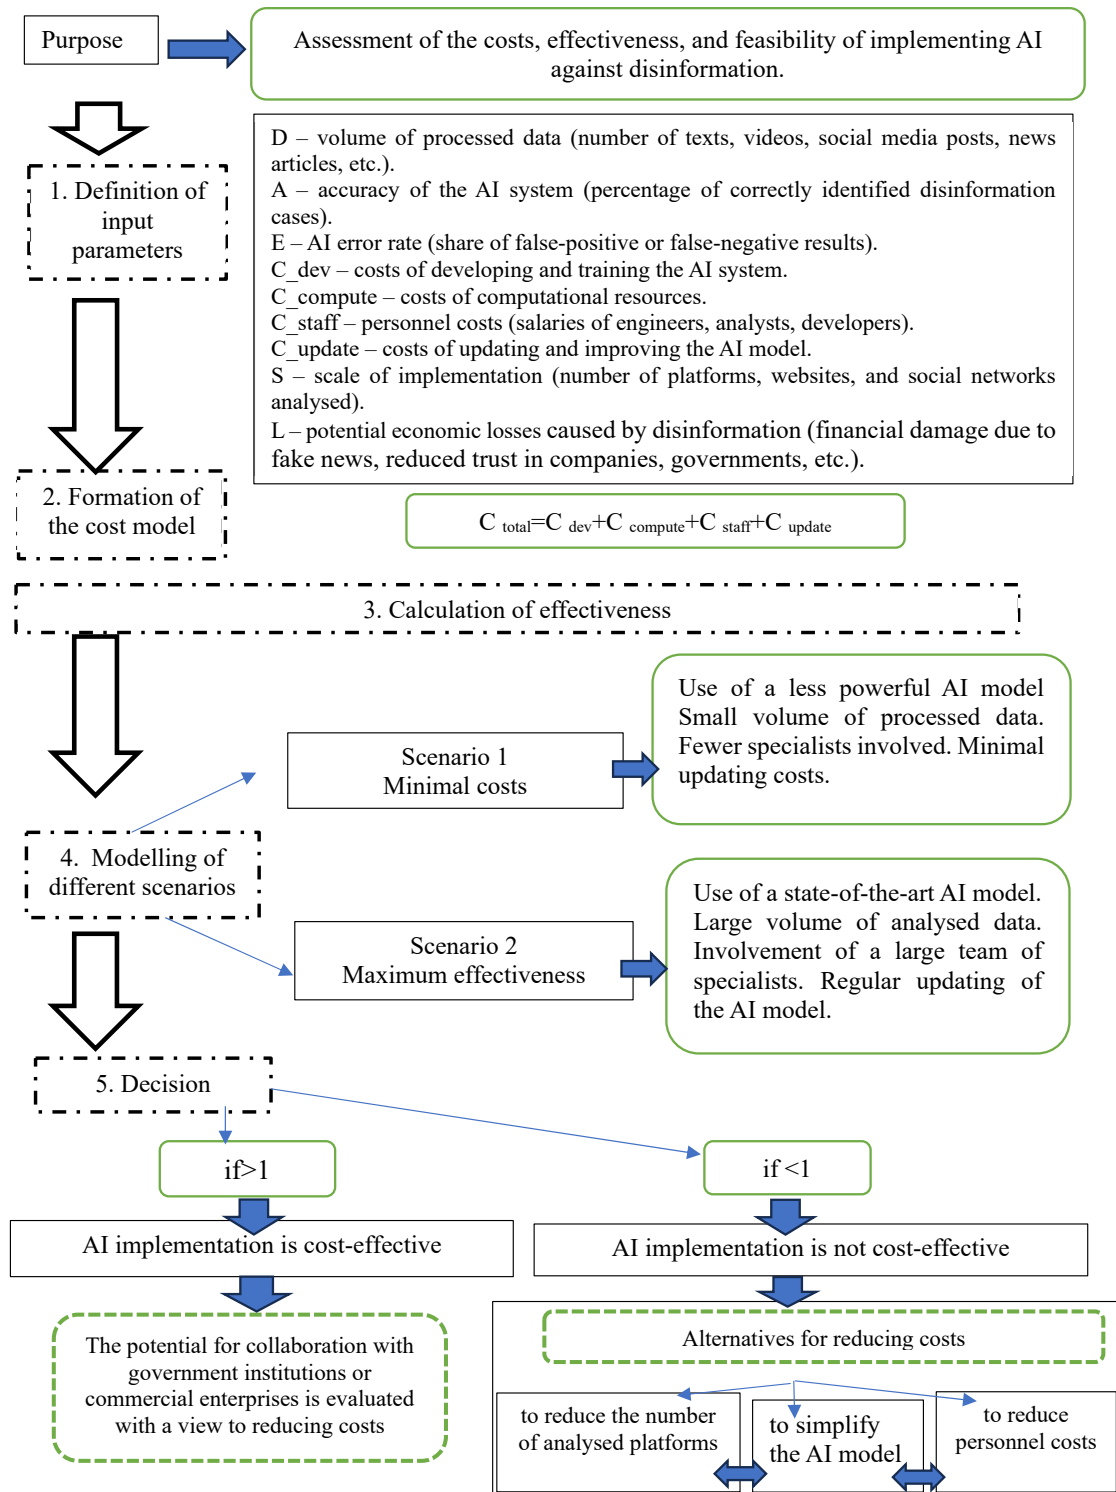 Purpose
Assessment of the costs, effectiveness, and feasibility of implementing AI
against disinformation.
1. Definition of
input
parameters
D – volume of processed data (number of texts, videos, social media posts, news
articles, etc.).
A – accuracy of the AI system (percentage of correctly identified disinformation
cases).
E – AI error rate (share of false-positive or false-negative results).
C_dev – costs of developing and training the AI system.
C_compute – costs of computational resources.
C_staff – personnel costs (salaries of engineers, analysts, developers).
C_update – costs of updating and improving the AI model.
S – scale of implementation (number of platforms, websites, and social networks
analysed).
L – potential economic losses caused by disinformation (financial damage due to
fake news, reduced trust in companies, governments, etc.).
2. Formation of
the cost model
C total=C dev+C compute+C staff+C update
3. Calculation of effectiveness
Scenario 1
Minimal costs
Use of a less powerful AI model
Small volume of processed data.
Fewer specialists involved. Minimal
updating costs.
4. Modelling of
different scenarios
Scenario 2
Maximum effectiveness
Use of a state-of-the-art AI model.
Large volume of analysed data.
Involvement of a large team of
specialists. Regular updating of
the AI model.
5. Decision
if>1
if <1
AI implementation is cost-effective
AI implementation is not cost-effective
The potential for collaboration with
government institutions or
commercial enterprises is evaluated
with a view to reducing costs
Alternatives for reducing costs
to reduce the number
of analysed platforms
to simplify
the AI model
to reduce
personnel costs